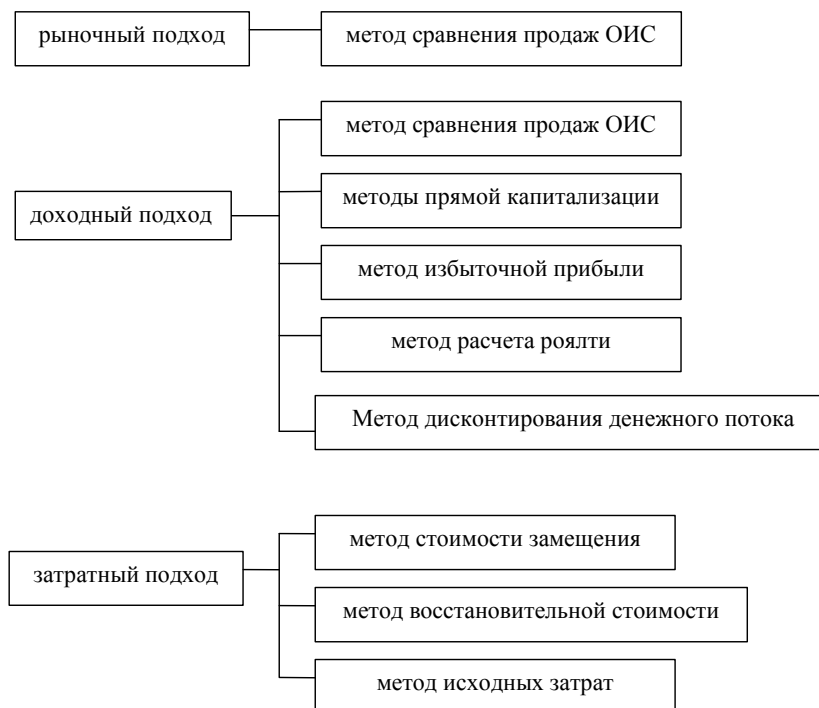 рыночный подход
метод сравнения продаж ОИС
доходный подход
метод сравнения продаж ОИС
методы прямой капитализации
метод избыточной прибыли
метод расчета роялти
Метод дисконтирования денежного потока
затратный подход
метод стоимости замещения
метод восстановительной стоимости
метод исходных затрат